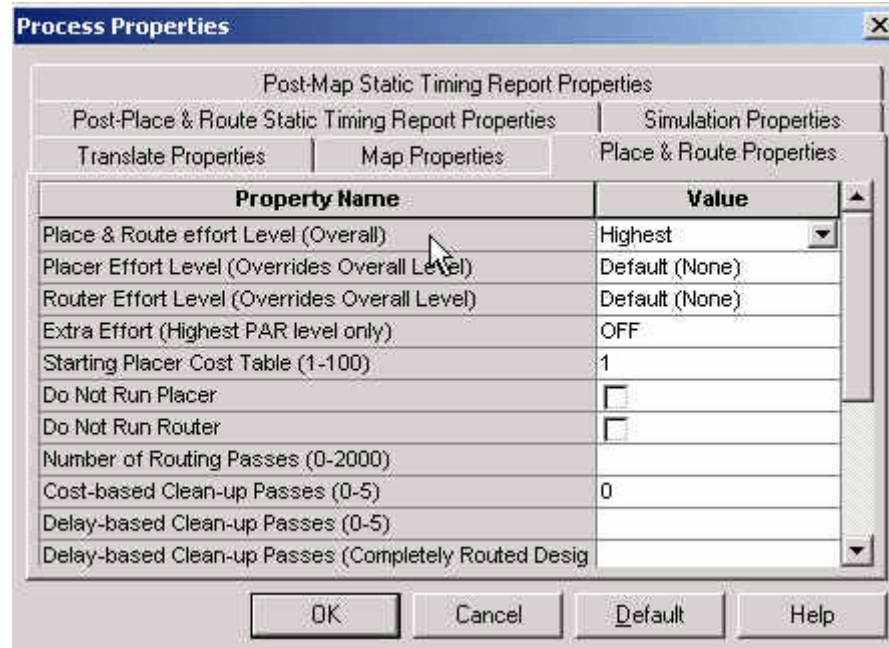 Process Properties
Post-Map Static Timing Report Properties
Post-Place & Route Static Timing Report Properties
Simulation Properties
Translate Properties
Map Properties
Place & Route Properties
Property Name Value
Place & Route effort Level (Overall) Highest
Placer Effort Level (Overrides Overall Level) Default (None)
Router Effort Level (Overrides Overall Level) Default (None)
Extra Effort (Highest PAR level only) OFF
Starting Placer Cost Table (1-100) 1
Do Not Run Placer
Do Not Run Router
Number of Routing Passes (0-2000)
Cost-based Clean-up Passes (0-5) 0
Delay-based Clean-up Passes (0-5)
Delay-based Clean-up Passes (Completely Routed Desig
OK Cancel Default Help